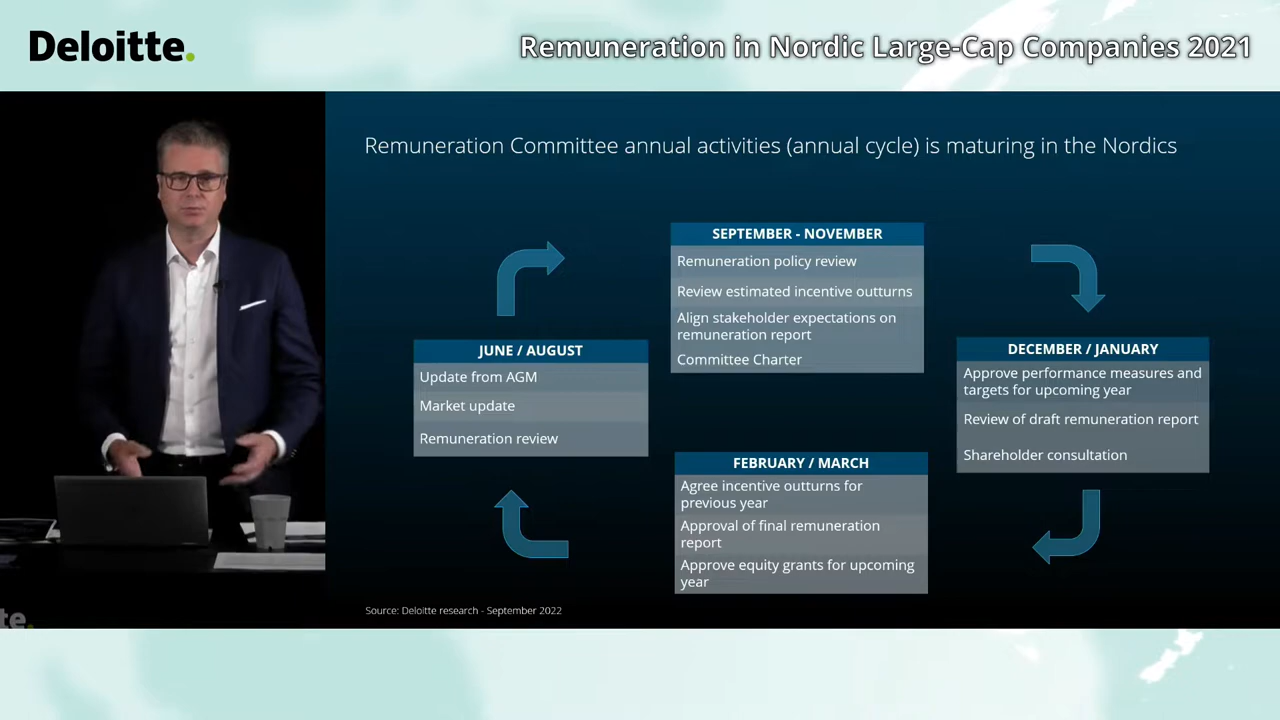 Deloitte.
Remuneration in Nordic Large-Cap Companies 2021
Remuneration Committee annual activities (annual cycle) is maturing in the Nordics
SEPTEMBER - NOVEMBER
Remuneration policy review
Review estimated incentive outturns
Align stakeholder expectations on
remuneration report
Committee Charter
DECEMBER / JANUARY
Approve performance measures and
targets for upcoming year
Review of draft remuneration report
Shareholder consultation
FEBRUARY / MARCH
Agree incentive outturns for
previous year
Approval of final remuneration
report
Approve equity grants for upcoming
year
JUNE / AUGUST
Update from AGM
Market update
Remuneration review
Source: Deloitte research - September 2022
te.